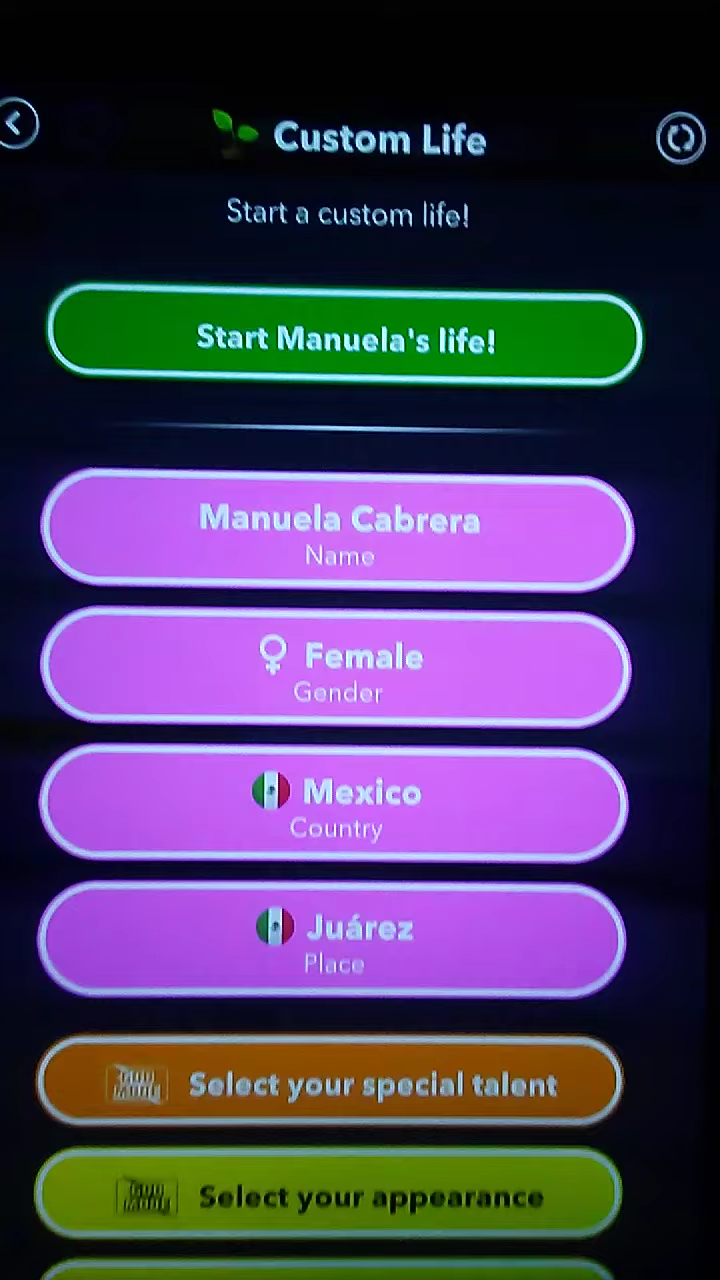 Custom Life
Start a custom life!
Start Manuela's life!
Manuela Cabrera
Name
Female
Gender
Mexico
Country
Juárez
Place
Select your special talent
Select your appearance